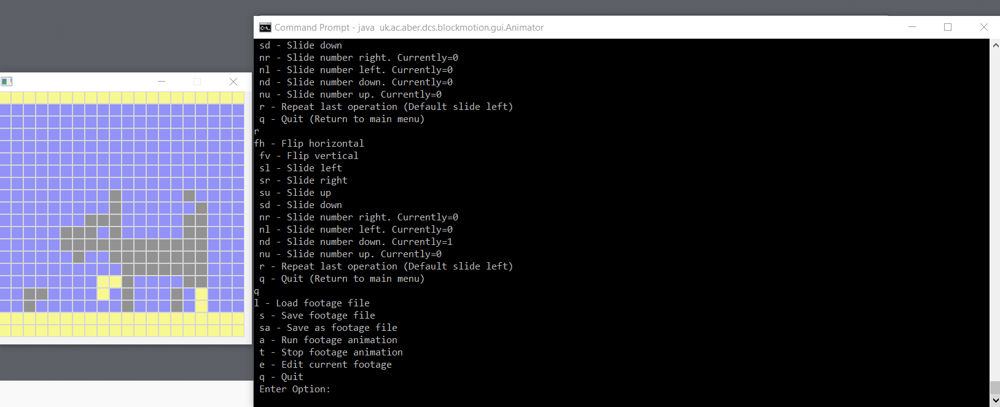 Command Prompt - java  uk.ac.aber.dcs.blockmotion.gui.Animator
sd - Slide down
nr - Slide number right. Currently=0
nl - Slide number left. Currently=0
nd - Slide number down. Currently=0
nu - Slide number up. Currently=0
r - Repeat last operation (Default slide left)
q - Quit (Return to main menu)
r
fh - Flip horizontal
fv - Flip vertical
sl - Slide left
sr - Slide right
su - Slide up
sd - Slide down
nr - Slide number right. Currently=0
nl - Slide number left. Currently=0
nd - Slide number down. Currently=1
nu - Slide number up. Currently=0
r - Repeat last operation (Default slide left)
q - Quit (Return to main menu)
q
l - Load footage file
s - Save footage file
sa - Save as footage file
a - Run footage animation
t - Stop footage animation
e - Edit current footage
q - Quit
Enter Option: